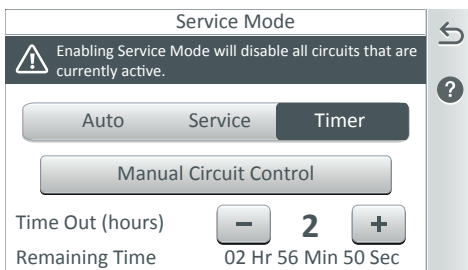 Service Mode
Enabling Service Mode will disable all circuits that are
currently active.
Auto Service Timer
Manual Circuit Control
Time Out (hours) − 2 +
Remaining Time 02 Hr 56 Min 50 Sec
?